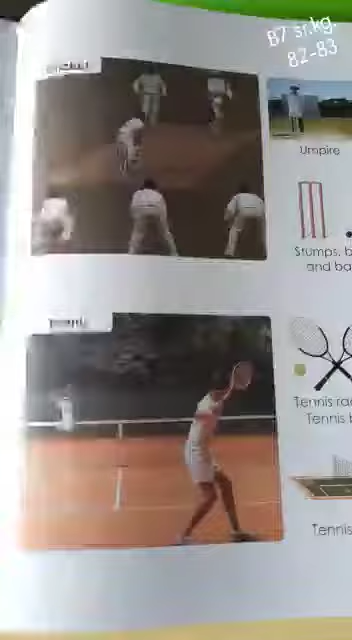 B7 sr.kg.
82-83
Umpire
Stumps, b
and ba
Tennis rac
Tennis b
Tennis